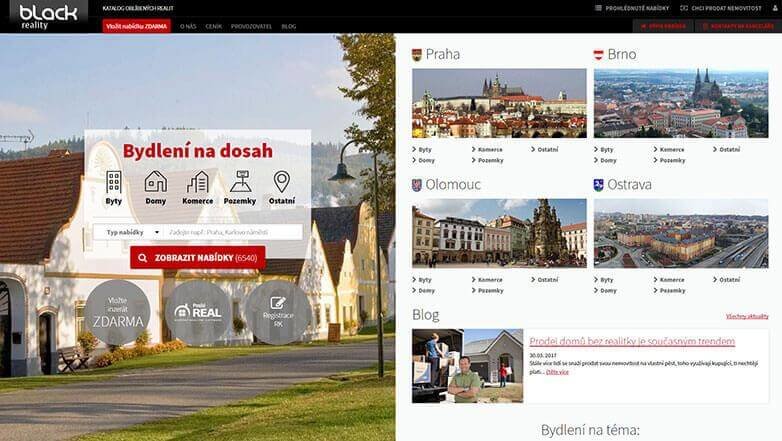 black
reality
KATALOG OBLÍBENÝCH REALIT
PROHLÉDNUTÉ NABÍDKY
CHCI PRODAT NEMOVITOST
Vložit nabídku ZDARMA
O NÁS
CENÍK
PROVOZOVATEL
BLOG
KONTAKTY NA KANCELÁŘE
Bydlení na dosah
Byty
Domy
Komerce
Pozemky
Ostatní
Typ nabídky
Zadejte např.: Praha, Karlovo náměstí
ZOBRAZIT NABÍDKY (6540)
Vložte
inzerát
ZDARMA
REAL
Registrace
RK
Praha
Byty
Komerce
Ostatní
Domy
Pozemky
Brno
Byty
Komerce
Ostatní
Domy
Pozemky
Olomouc
Byty
Komerce
Ostatní
Domy
Pozemky
Ostrava
Byty
Komerce
Ostatní
Domy
Pozemky
Blog
Všechny aktuality
Prodej domů bez realitky je současným trendem
30.03. 2017
Stále více lidí se snaží prodat svou nemovitost na vlastní pěst, toho využívají kupující, ti nechtějí
plati... Čtěte více
Bydlení na téma: